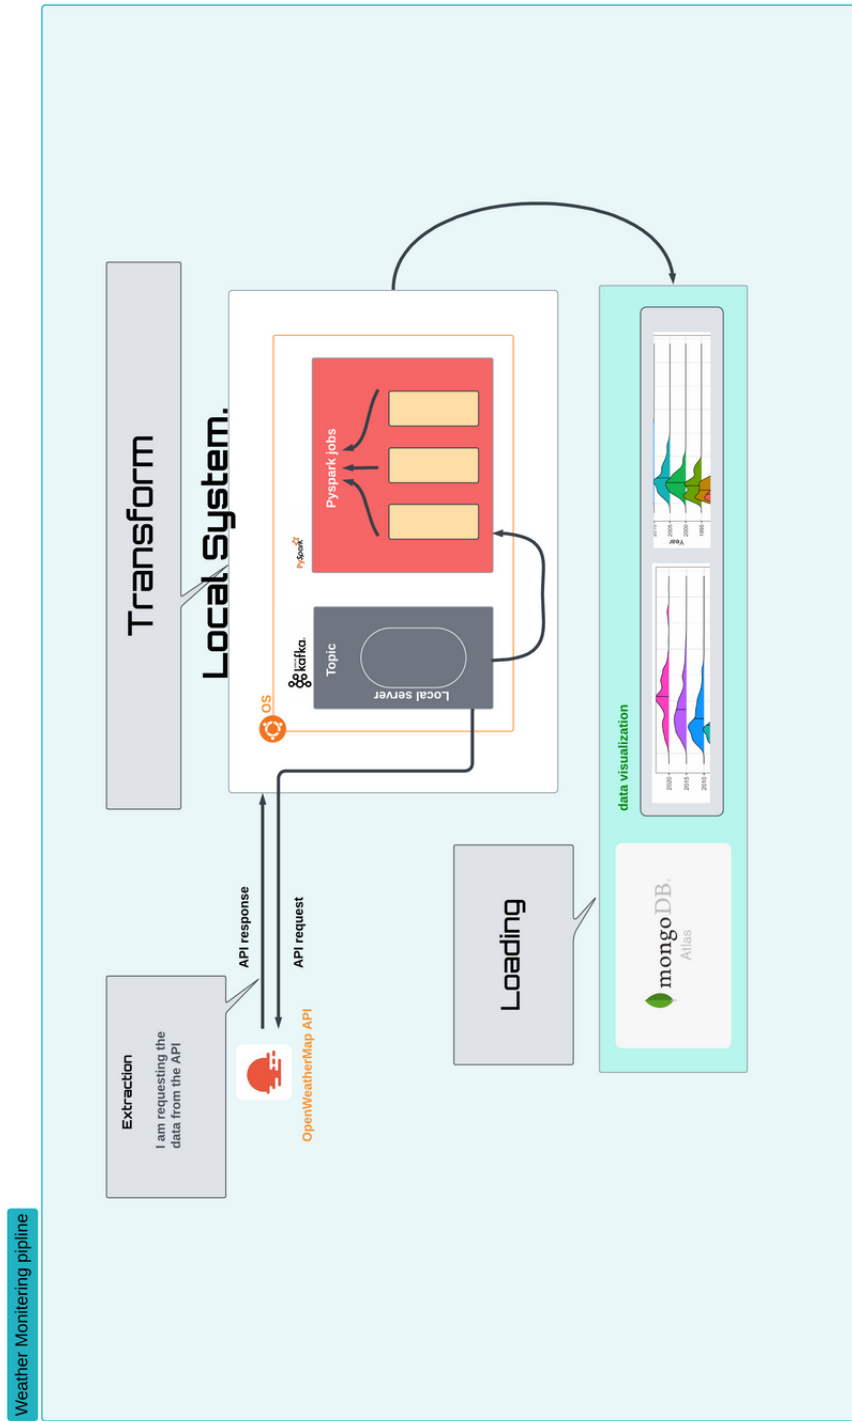 Weather Monitering pipline
Extraction
I am requesting the
data from the API
OpenWeatherMap API
API response
API request
Transform
Local System.
OS
kafka
Topic
Local server
PySpark
Pyspark jobs
Loading
mongoDB
Atlas
data visualization
2020
2015
2010
Year
2005
2000
1995